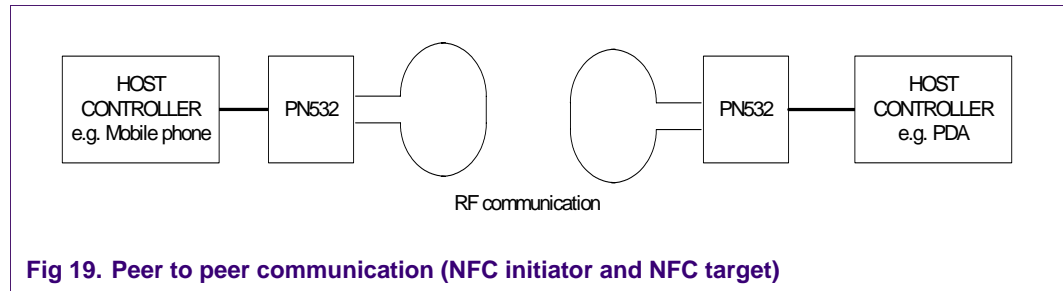 HOST
CONTROLLER
e.g. Mobile phone
PN532
PN532
HOST
CONTROLLER
e.g. PDA
RF communication
Fig 19. Peer to peer communication (NFC initiator and NFC target)